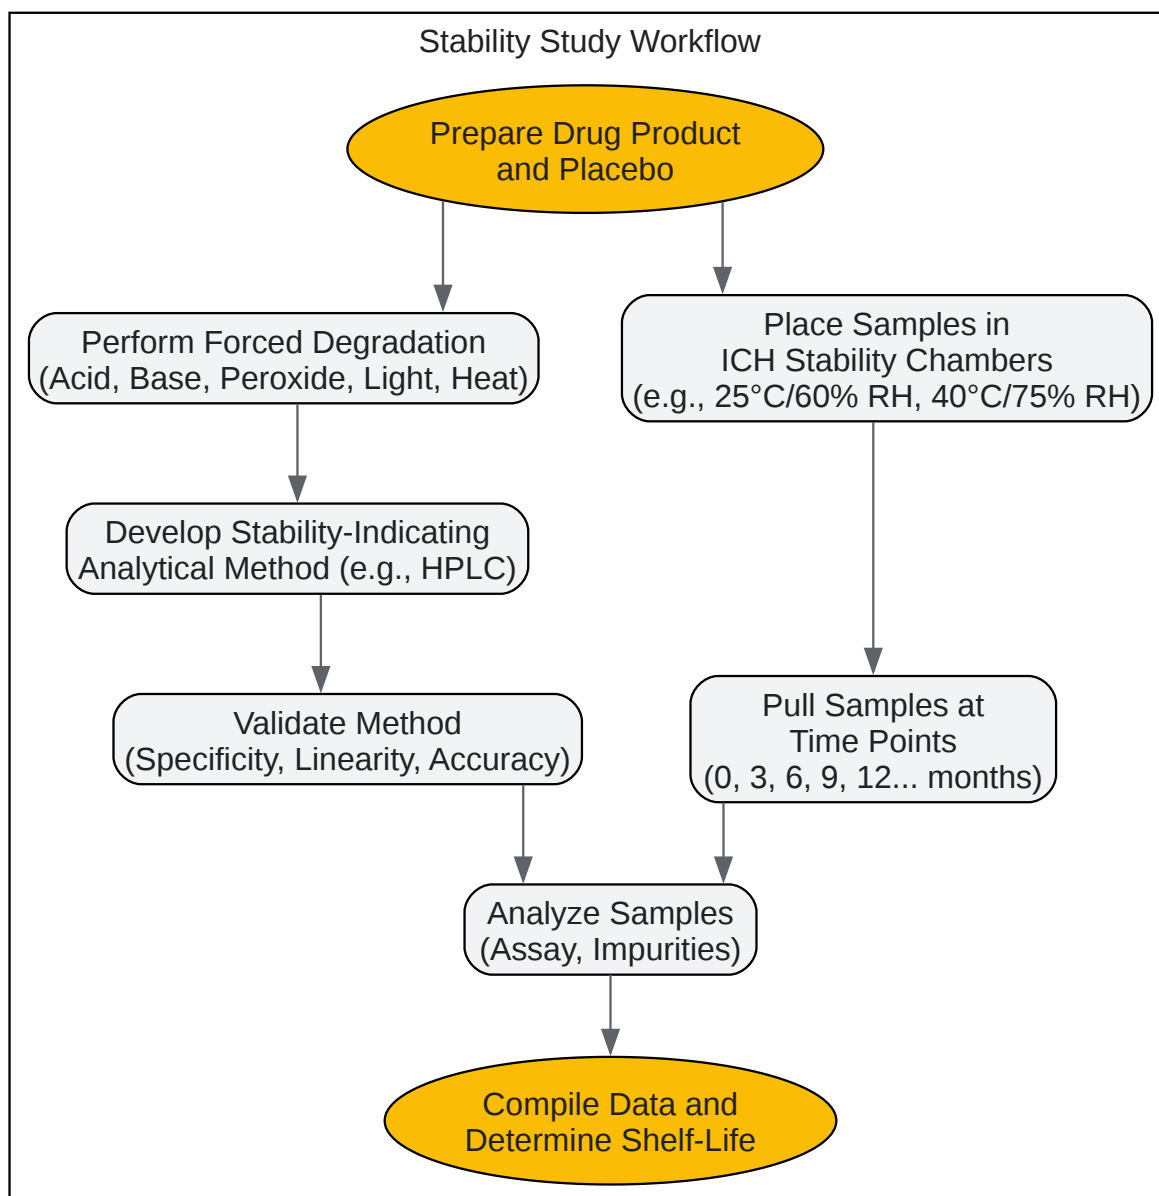 Stability Study Workflow
Prepare Drug Product
and Placebo
Perform Forced Degradation
(Acid, Base, Peroxide, Light, Heat)
Place Samples in
ICH Stability Chambers
(e.g., 25°C/60% RH, 40°C/75% RH)
Develop Stability-Indicating
Analytical Method (e.g., HPLC)
Validate Method
(Specificity, Linearity, Accuracy)
Pull Samples at
Time Points
(0, 3, 6, 9, 12... months)
Analyze Samples
(Assay, Impurities)
Compile Data and
Determine Shelf-Life